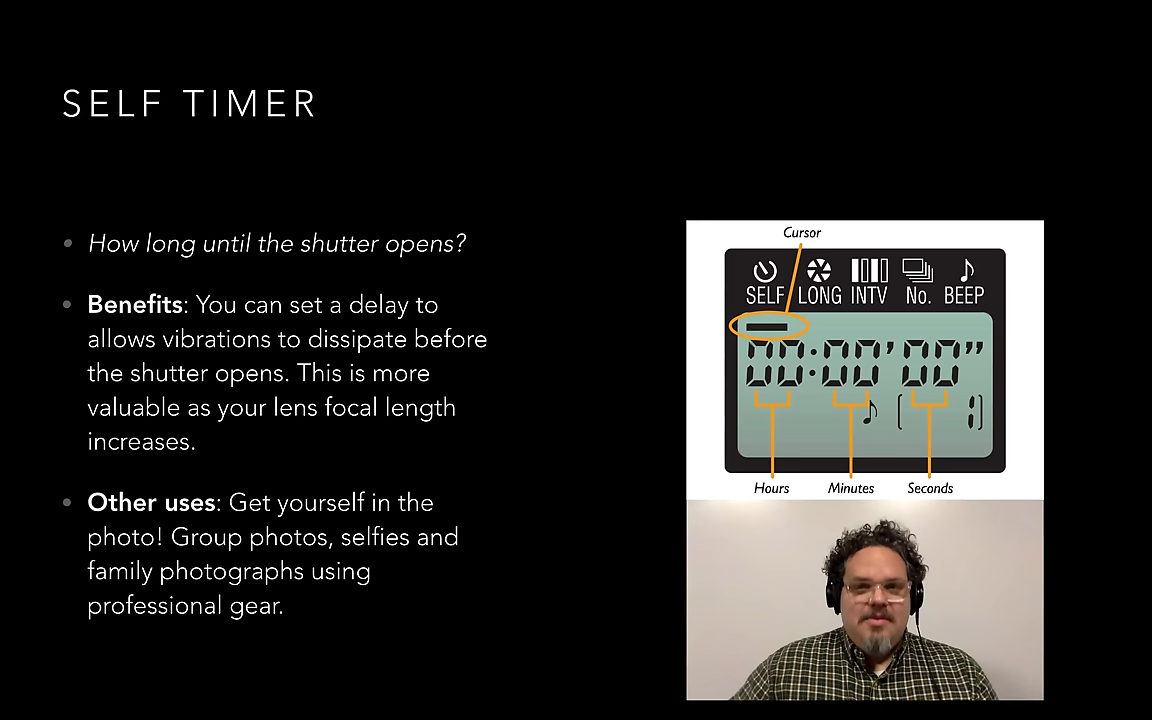 SELF TIMER
• How long until the shutter opens?
• Benefits: You can set a delay to
allows vibrations to dissipate before
the shutter opens. This is more
valuable as your lens focal length
increases.
• Other uses: Get yourself in the
photo! Group photos, selfies and
family photographs using
professional gear.
Cursor
SELF LONG INTV No. BEEP
00:00’00”
[ 1]
Hours Minutes Seconds